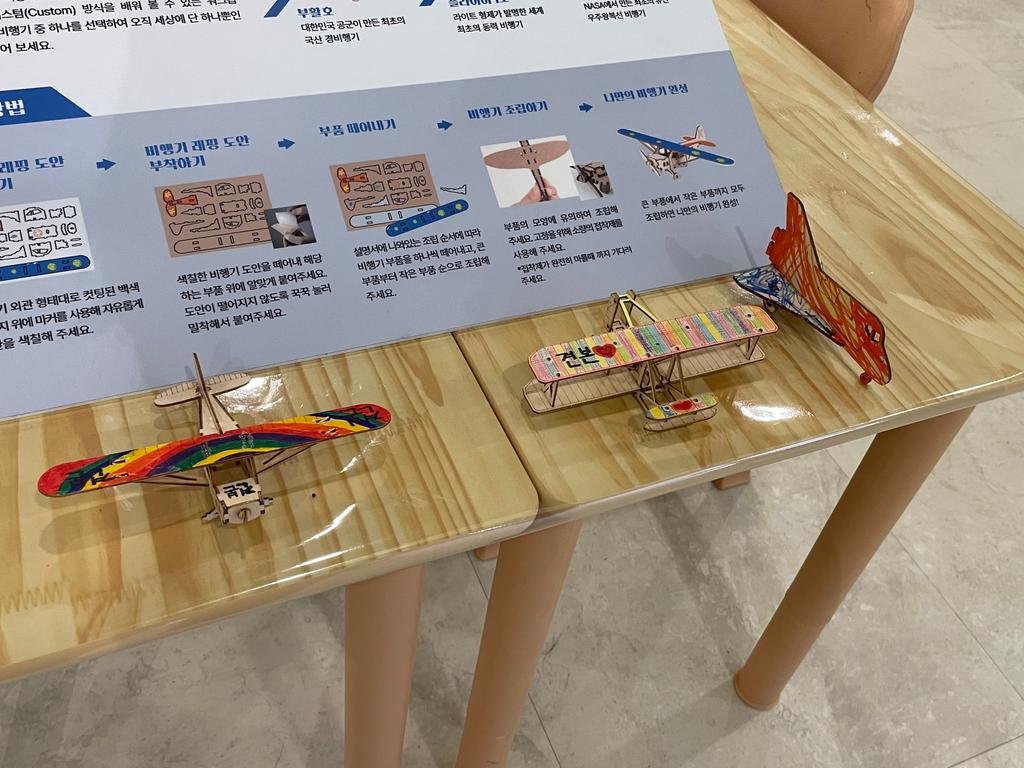 (Custom) 방식을 배워 볼 수 있는
비행기 중 하나를 선택하여 오직 세상에 단 하나뿐인
보세요.
부활호
대한민국 공군이 만든 최초의
국산 경비행기
라이트 형제가 발명한 세계
최초의 동력 비행기
NASA에서 만든 최초의
우주왕복선 비행기
래핑 도안
비행기 래핑 도안
부착하기
부품 떼어내기
비행기 조립하기
나만의 비행기 완성
외관 형태대로 컷팅된 백색
위에 마커를 사용해 자유롭게
색칠해 주세요.
색칠한 비행기 도안을 떼어내 해당
하는 부품 위에 알맞게 붙여주세요.
도안이 떨어지지 않도록 꾹꾹 눌러
밀착해서 붙여주세요.
설명서에 나와있는 조립 순서에 따라
비행기 부품을 하나씩 떼어내고, 큰
부품부터 작은 부품 순으로 조립해
주세요.
부품의 모양에 유의하여 조립해
주세요. 고정을 위해 소량의 접착제를
사용해 주세요.
*접착제가 완전히 마를때 까지 기다려
주세요.
큰 부품에서 작은 부품까지 모두
조립하면 나만의 비행기 완성!
견본